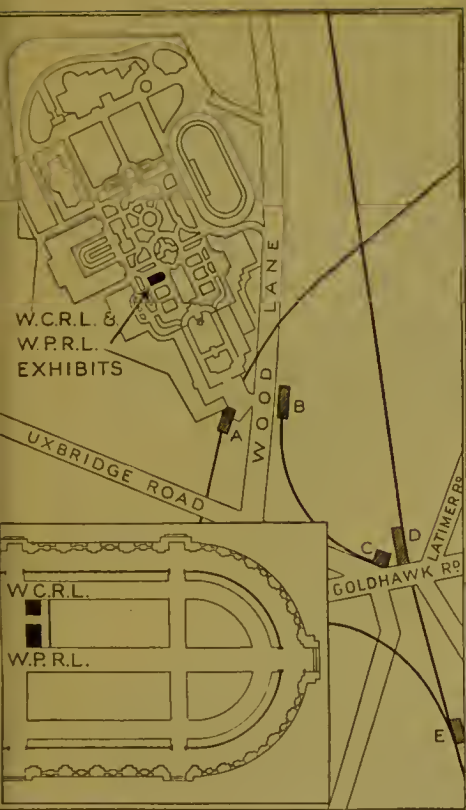 WOOD LANE
W.C.R.L. &
W.P.R.L.
EXHIBITS
A
B
UXBRIDGE ROAD
C
D
LATIMER RD
GOLDHAWK RD
W.C.R.L.
W.P.R.L.
E